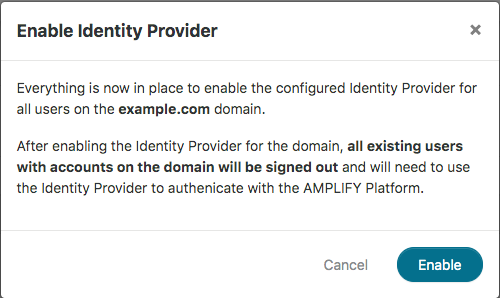 Enable Identity Provider ×
Everything is now in place to enable the configured Identity Provider for
all users on the example.com domain.
After enabling the Identity Provider for the domain, all existing users
with accounts on the domain will be signed out and will need to use
the Identity Provider to authenicate with the AMPLIFY Platform.
Cancel Enable